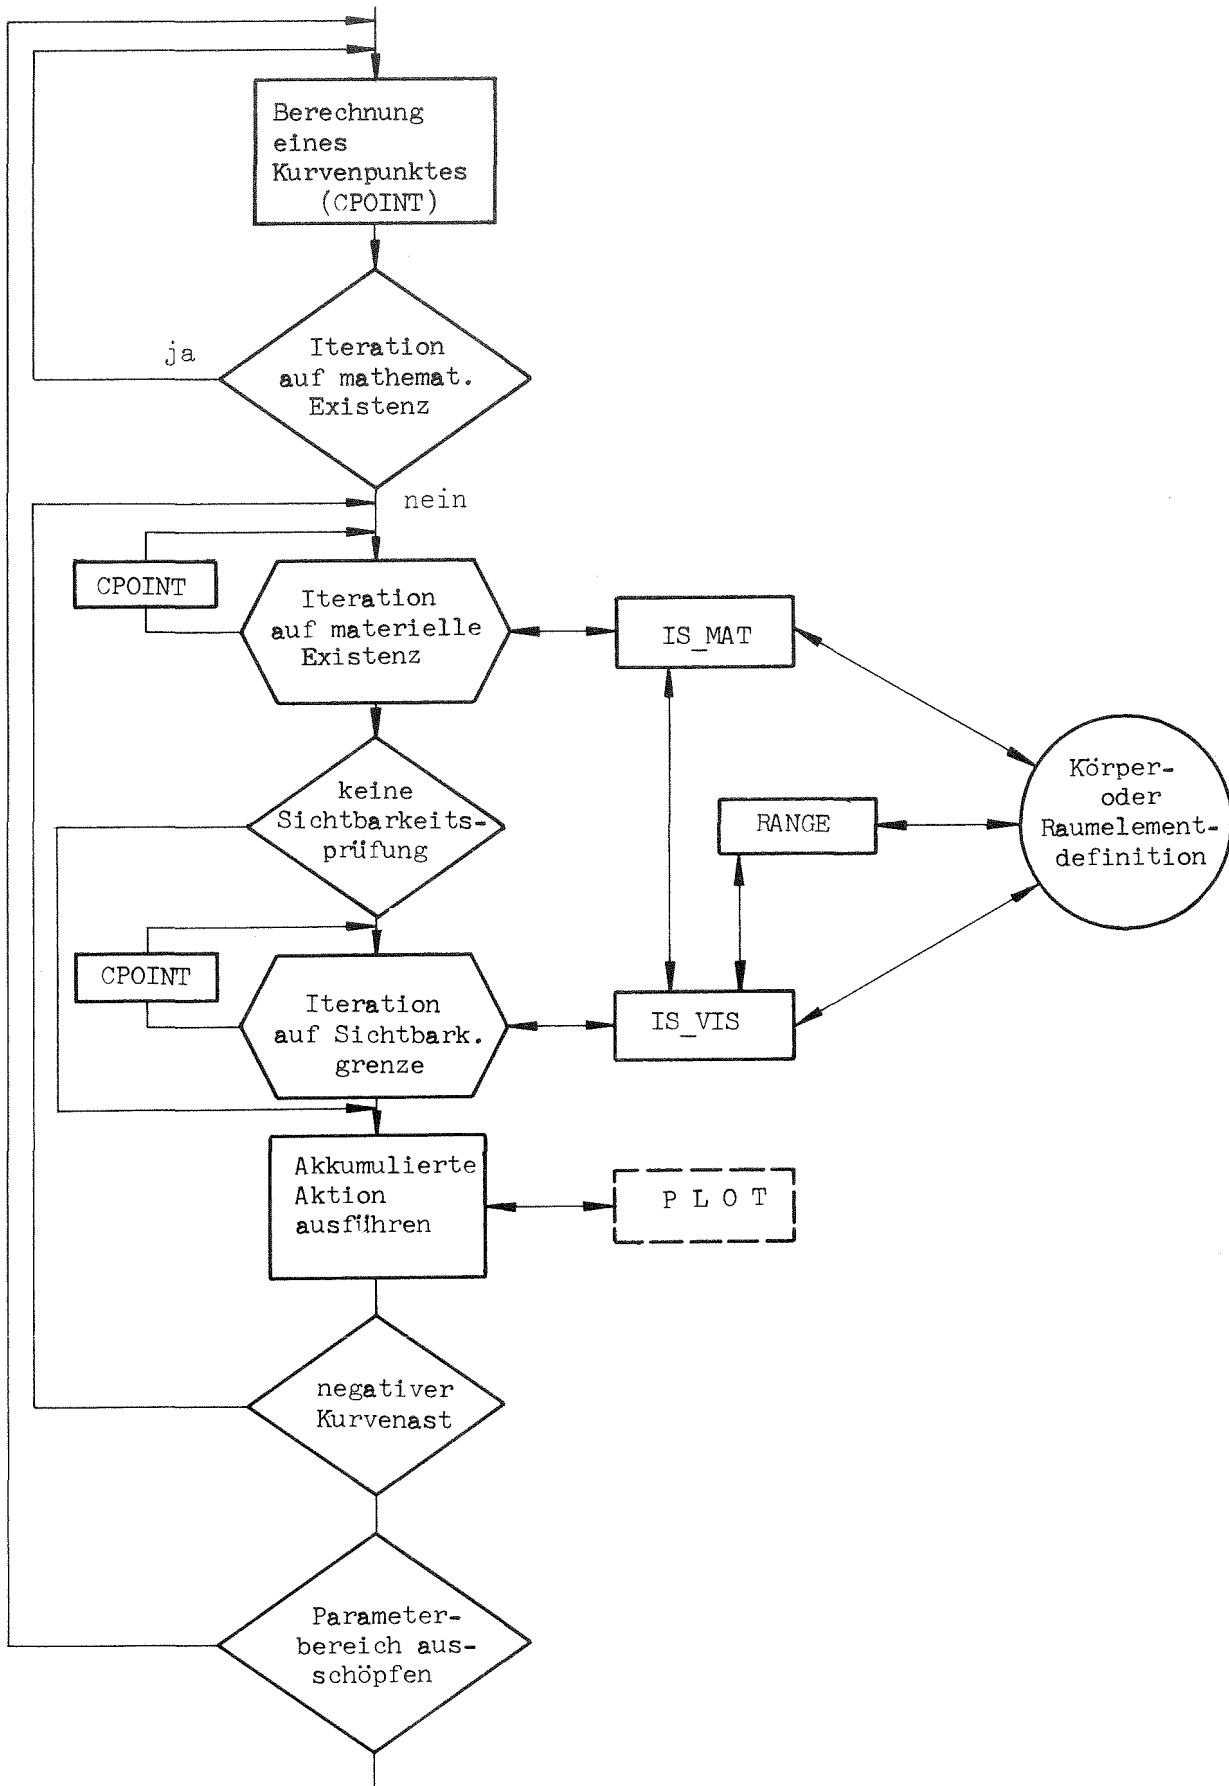 Berechnung
eines
Kurvenpunktes
(CPOINT)
ja
Iteration
auf mathemat.
Existenz
nein
CPOINT
Iteration
auf materielle
Existenz
IS_MAT
keine
Sichtbarkeits-
prüfung
RANGE
Körper-
oder
Raumelement-
definition
CPOINT
Iteration
auf Sichtbark.
grenze
IS_VIS
Akkumulierte
Aktion
ausführen
P L O T
negativer
Kurvenast
Parameter-
bereich aus-
schöpfen